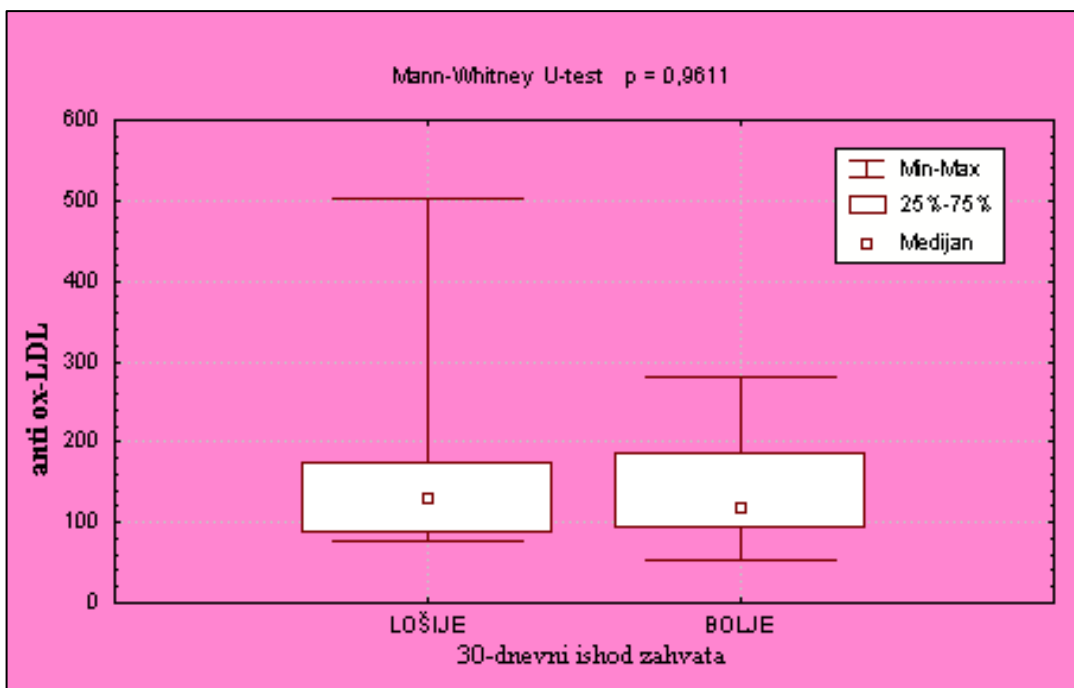 Mann-Whitney U-test p = 0,9611
600
500
400
300
200
100
0
anti ox-LDL
Min-Max
25%-75%
Medijan
LOŠIJE BOLJE
30-dnevni ishod zahvata